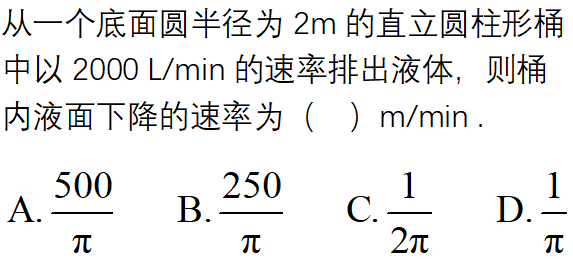 从一个底面圆半径为 2m 的直立圆柱形桶
中以 2000 L/min 的速率排出液体，则桶
内液面下降的速率为（　）m/min .
A. 500/π　B. 250/π　C. 1/2π　D. 1/π